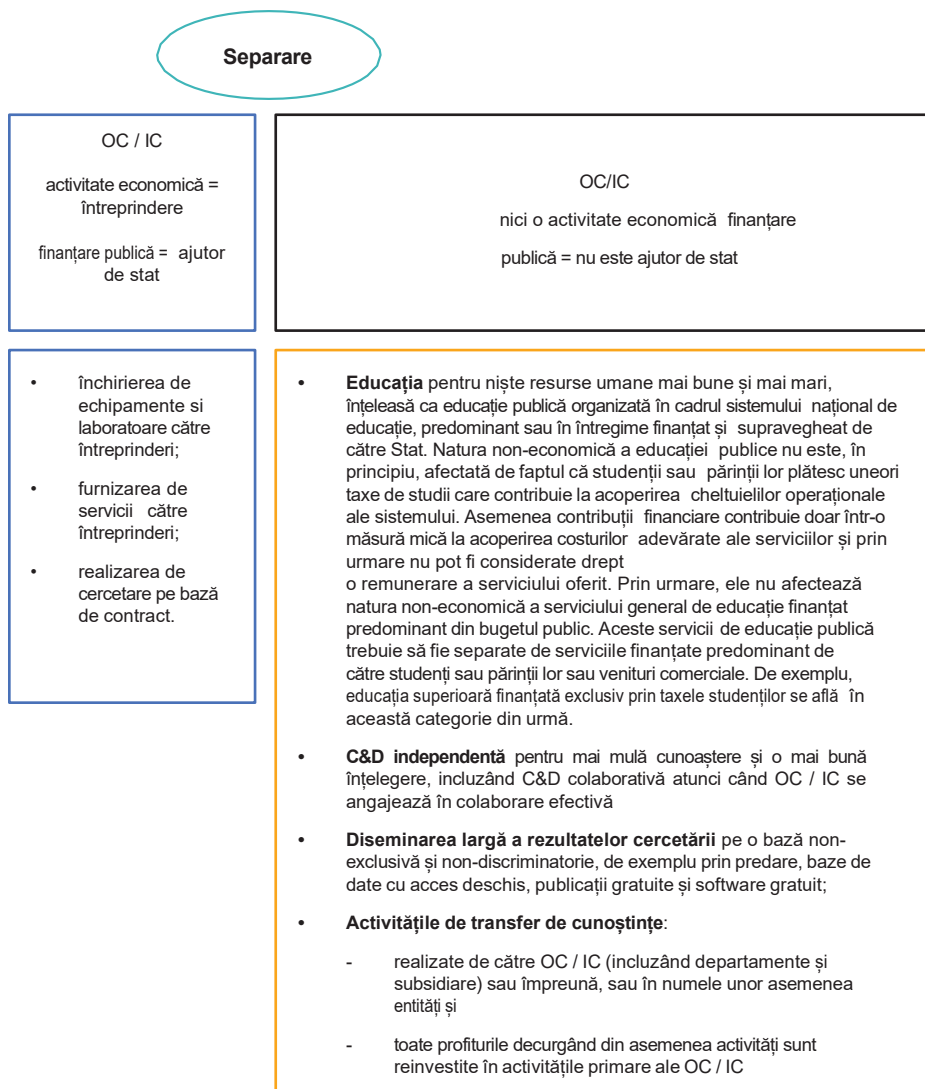 Separare
OC / IC
activitate economică =
întreprindere
finanțare publică = ajutor
de stat
OC/IC
nici o activitate economică finanțare
publică = nu este ajutor de stat
• închirierea de
echipamente si
laboratoare către
întreprinderi;
• furnizarea de
servicii către
întreprinderi;
• realizarea de
cercetare pe bază
de contract.
• Educația pentru niște resurse umane mai bune și mai mari,
înțeleasă ca educație publică organizată în cadrul sistemului național de
educație, predominant sau în întregime finanțat și supravegheat de
către Stat. Natura non-economică a educației publice nu este, în
principiu, afectată de faptul că studenții sau părinții lor plătesc uneori
taxe de studii care contribuie la acoperirea cheltuielilor operaționale
ale sistemului. Asemenea contribuții financiare contribuie doar într-o
măsură mică la acoperirea costurilor adevărate ale serviciilor și prin
urmare nu pot fi considerate drept
o remunerare a serviciului oferit. Prin urmare, ele nu afectează
natura non-economică a serviciului general de educație finanțat
predominant din bugetul public. Aceste servicii de educație publică
trebuie să fie separate de serviciile finanțate predominant de
către studenți sau părinții lor sau venituri comerciale. De exemplu,
educația superioară finanțată exclusiv prin taxele studenților se află în
această categorie din urmă.
• C&D independentă pentru mai mulă cunoaștere și o mai bună
înțelegere, incluzând C&D colaborativă atunci când OC / IC se
angajează în colaborare efectivă
• Diseminarea largă a rezultatelor cercetării pe o bază non-
exclusivă și non-discriminatorie, de exemplu prin predare, baze de
date cu acces deschis, publicații gratuite și software gratuit;
• Activitățile de transfer de cunoștințe:
- realizate de către OC / IC (incluzând departamente și
subsidiare) sau împreună, sau în numele unor asemenea
entități și
- toate profiturile decurgând din asemenea activități sunt
reinvestite în activitățile primare ale OC / IC